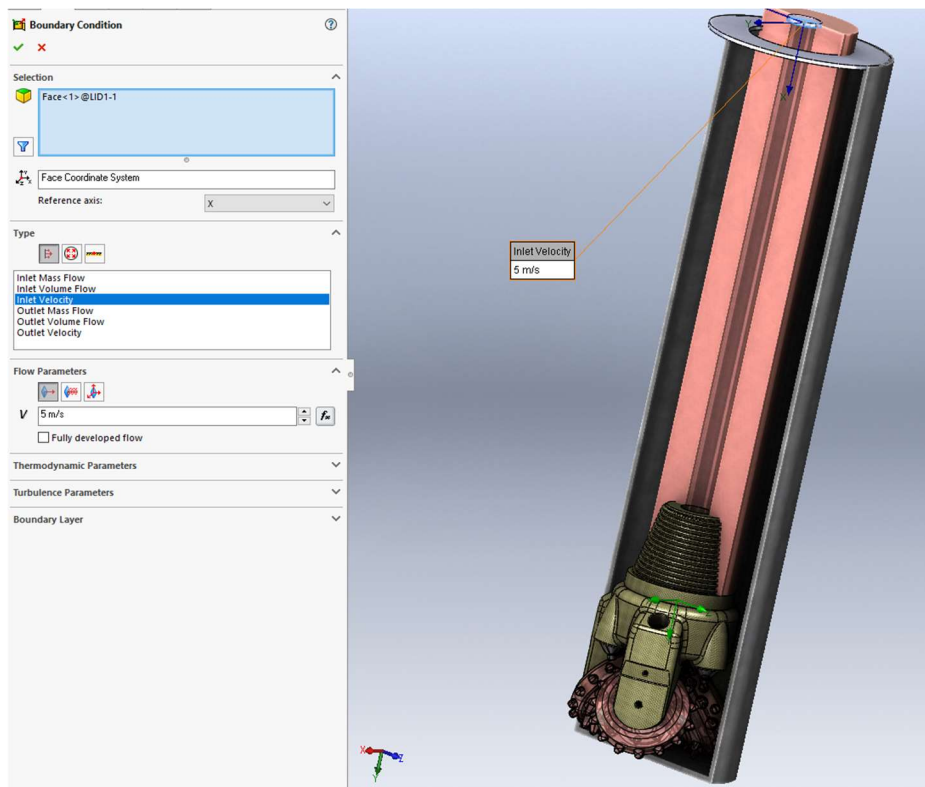 Boundary Condition
Selection
Face<1>@LID1-1
Face Coordinate System
Reference axis:
X
Type
Inlet Mass Flow
Inlet Volume Flow
Inlet Velocity
Outlet Mass Flow
Outlet Volume Flow
Outlet Velocity
Flow Parameters
V
5 m/s
Fully developed flow
Thermodynamic Parameters
Turbulence Parameters
Boundary Layer
Inlet Velocity
5 m/s
Y
X
X
Z
Y